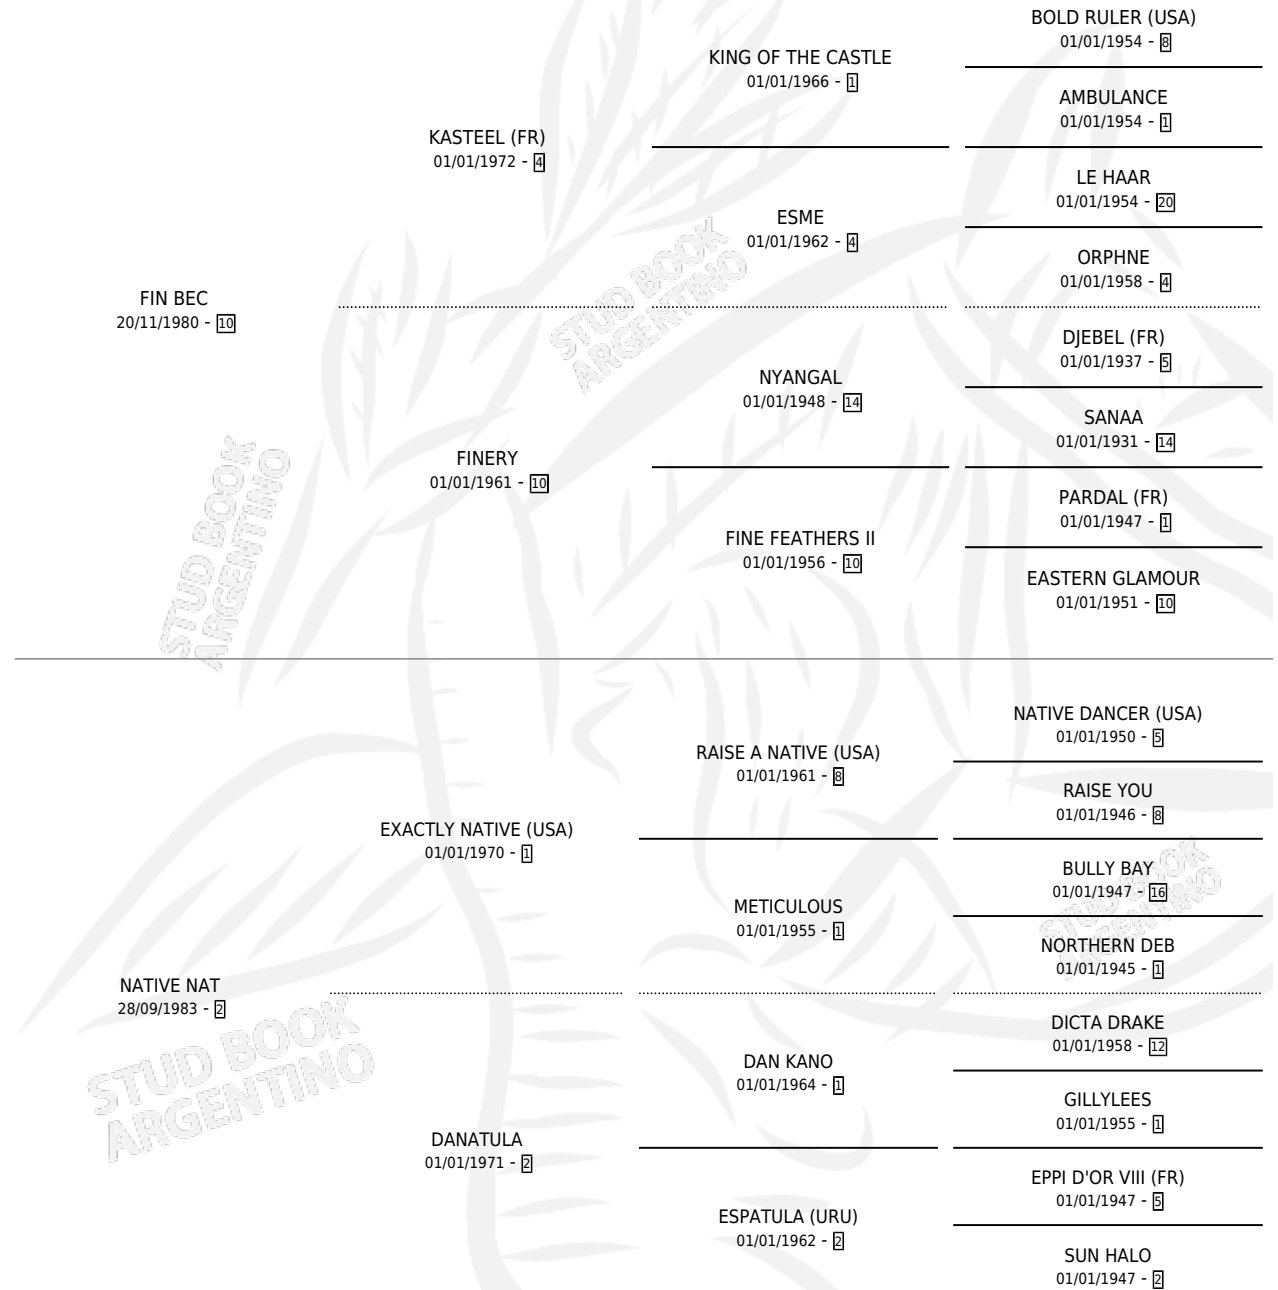 BOLD RULER (USA)
01/01/1954 - 8
KING OF THE CASTLE
01/01/1966 - 1
AMBULANCE
01/01/1954 - 1
KASTEEL (FR)
01/01/1972 - 4
LE HAAR
01/01/1954 - 20
ESME
01/01/1962 - 4
ORPHNE
01/01/1958 - 4
FIN BEC
20/11/1980 - 10
DJEBEL (FR)
01/01/1937 - 5
NYANGAL
01/01/1948 - 14
SANAA
01/01/1931 - 14
FINERY
01/01/1961 - 10
PARDAL (FR)
01/01/1947 - 1
FINE FEATHERS II
01/01/1956 - 10
EASTERN GLAMOUR
01/01/1951 - 10
STUD BOOK
ARGENTINO
STUD BOOK
ARGENTINO
NATIVE DANCER (USA)
01/01/1950 - 5
RAISE A NATIVE (USA)
01/01/1961 - 8
RAISE YOU
01/01/1946 - 8
EXACTLY NATIVE (USA)
01/01/1970 - 1
BULLY BAY
01/01/1947 - 16
METICULOUS
01/01/1955 - 1
NORTHERN DEB
01/01/1945 - 1
NATIVE NAT
28/09/1983 - 2
DICTA DRAKE
01/01/1958 - 12
DAN KANO
01/01/1964 - 1
GILLYLEES
01/01/1955 - 1
DANATULA
01/01/1971 - 2
EPPI D'OR VIII (FR)
01/01/1947 - 5
ESPATULA (URU)
01/01/1962 - 2
SUN HALO
01/01/1947 - 2
STUD BOOK
ARGENTINO
STUD BOOK
ARGENTINO